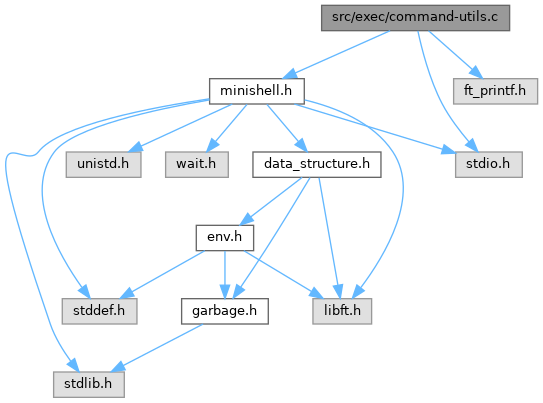 src/exec/command-utils.c
minishell.h
ft_printf.h
unistd.h
wait.h
data_structure.h
stdio.h
env.h
stddef.h
garbage.h
libft.h
stdlib.h